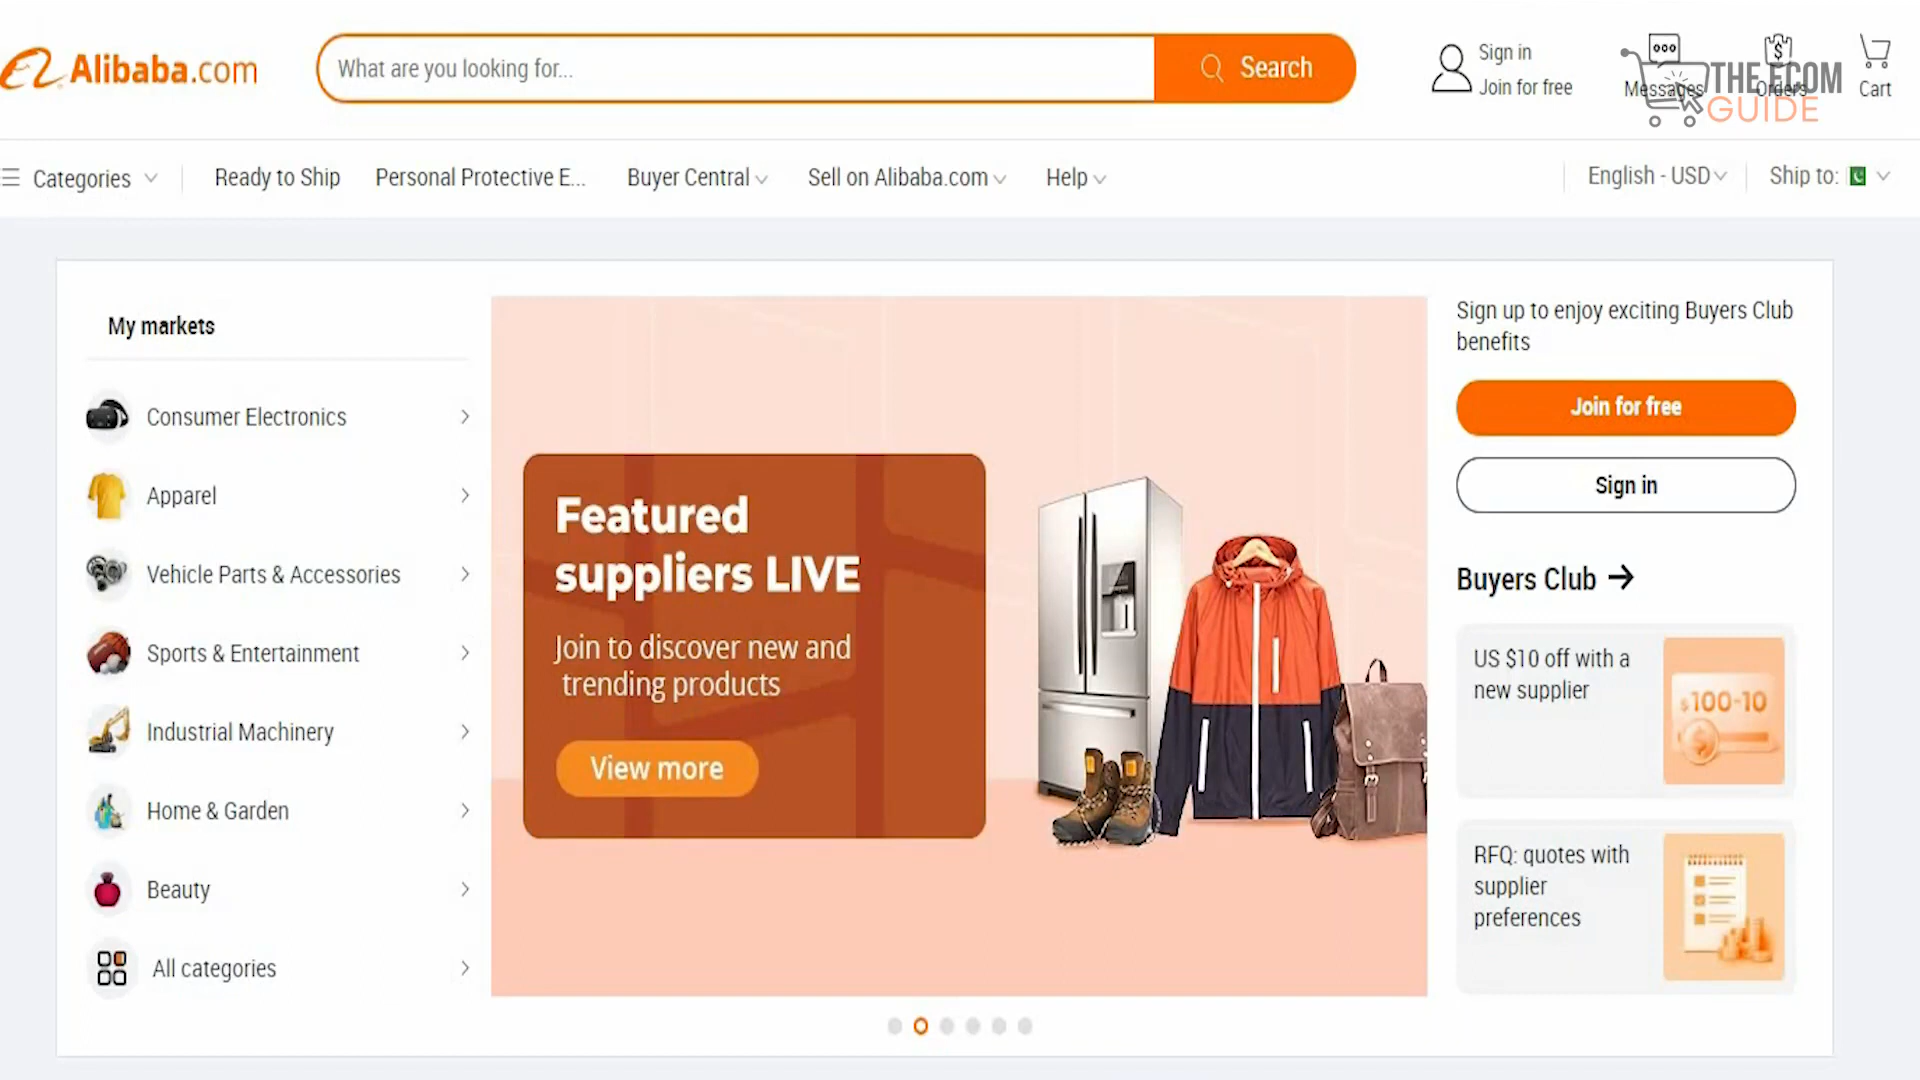 Alibaba.com
What are you looking for...
Search
Sign in
Join for free
Messages
Orders
Cart
THE ECOM
GUIDE
Categories
Ready to Ship
Personal Protective E...
Buyer Central
Sell on Alibaba.com
Help
English - USD
Ship to:
My markets
Consumer Electronics
Apparel
Vehicle Parts & Accessories
Sports & Entertainment
Industrial Machinery
Home & Garden
Beauty
All categories
Featured
suppliers LIVE
Join to discover new and
trending products
View more
Sign up to enjoy exciting Buyers Club
benefits
Join for free
Sign in
Buyers Club
US $10 off with a
new supplier
$100-10
RFQ: quotes with
supplier
preferences